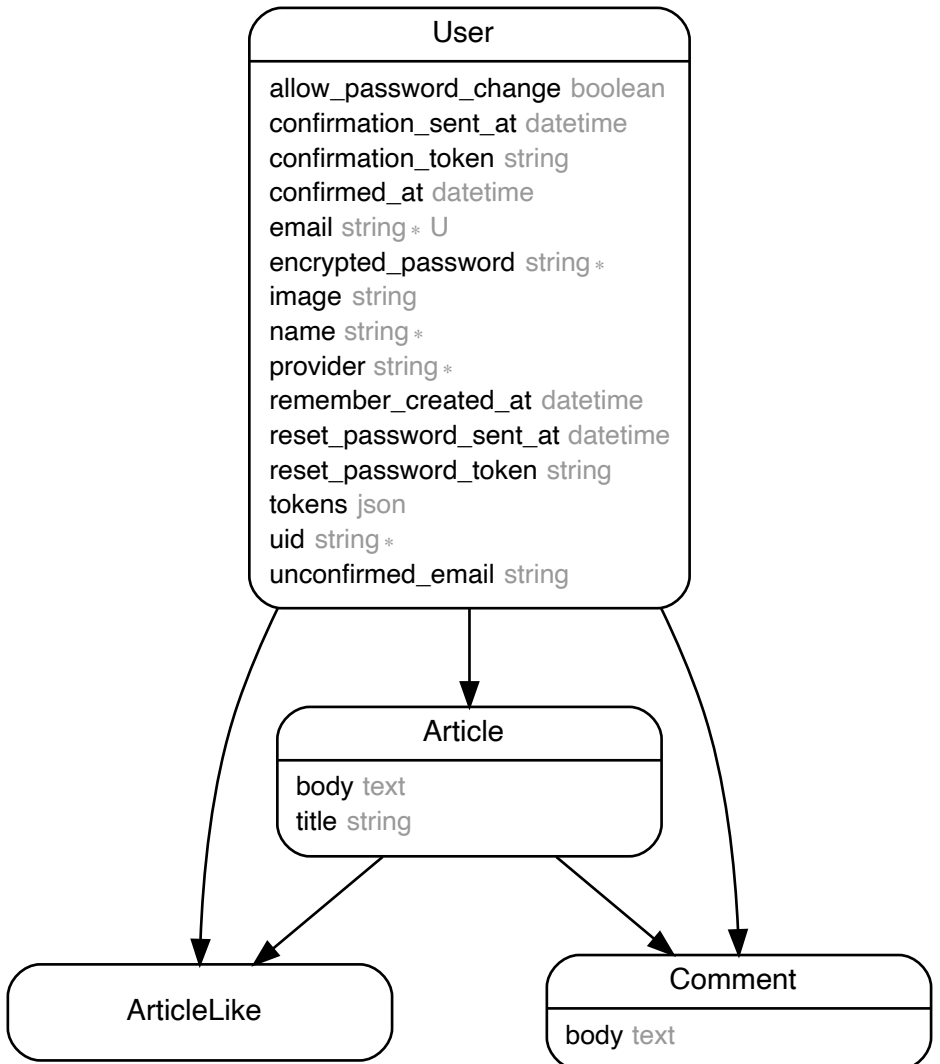 User
allow_password_change boolean
confirmation_sent_at datetime
confirmation_token string
confirmed_at datetime
email string ∗ U
encrypted_password string ∗
image string
name string ∗
provider string ∗
remember_created_at datetime
reset_password_sent_at datetime
reset_password_token string
tokens json
uid string ∗
unconfirmed_email string
Article
body text
title string
ArticleLike
Comment
body text